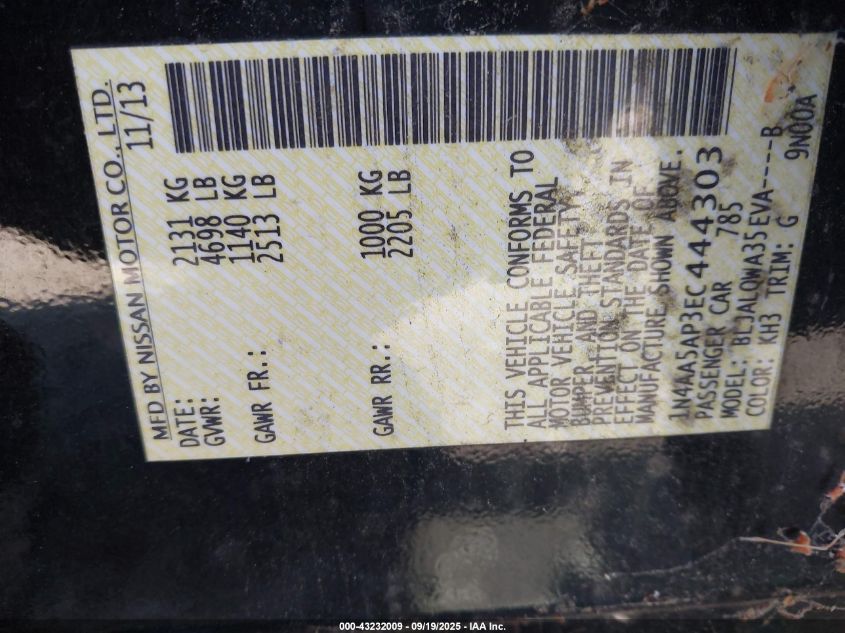 MFD BY NISSAN MOTOR CO., LTD.
DATE: 11/13
GVWR: 2131 KG
4698 LB
GAWR FR.: 1140 KG
2513 LB
GAWR RR.: 1000 KG
2205 LB
THIS VEHICLE CONFORMS TO
ALL APPLICABLE FEDERAL
MOTOR VEHICLE SAFETY,
BUMPER AND THEFT
PREVENTION STANDARDS IN
EFFECT ON THE DATE OF
MANUFACTURE SHOWN ABOVE.
1N4AA5AP3EC444303
PASSENGER CAR 785
MODEL: BLJALQWA35EVA----B
COLOR: KH3 TRIM: G 9N00A
000-43232009 - 09/19/2025 - IAA Inc.